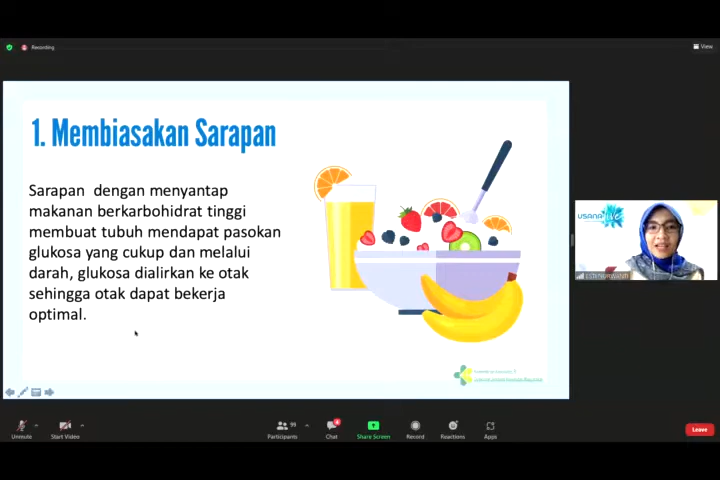 Recording
View
1. Membiasakan Sarapan
Sarapan dengan menyantap
makanan berkarbohidrat tinggi
membuat tubuh mendapat pasokan
glukosa yang cukup dan melalui
darah, glukosa dialirkan ke otak
sehingga otak dapat bekerja
optimal.
USANA
Unmute
Start Video
Participants
99
Chat
Share Screen
Record
Reactions
Apps
Leave